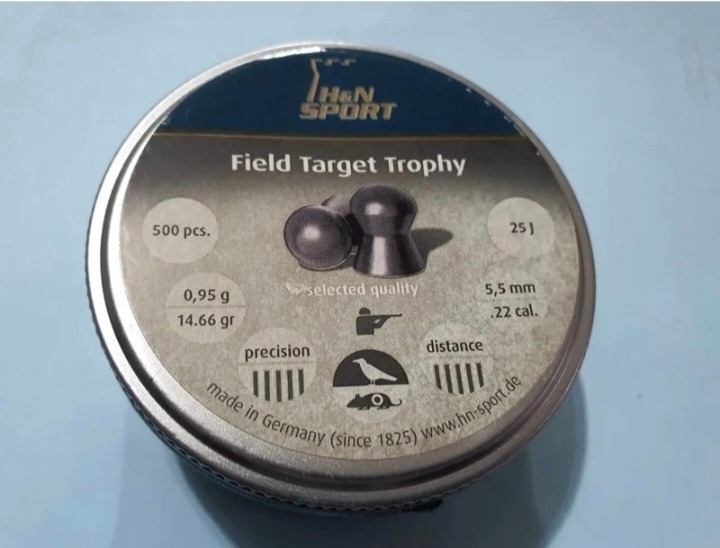 H&N
SPORT
Field Target Trophy
500 pcs.
25 J
selected quality
0,95 g
14.66 gr
5,5 mm
.22 cal.
precision
distance
made in Germany (since 1825) www.hn-sport.de